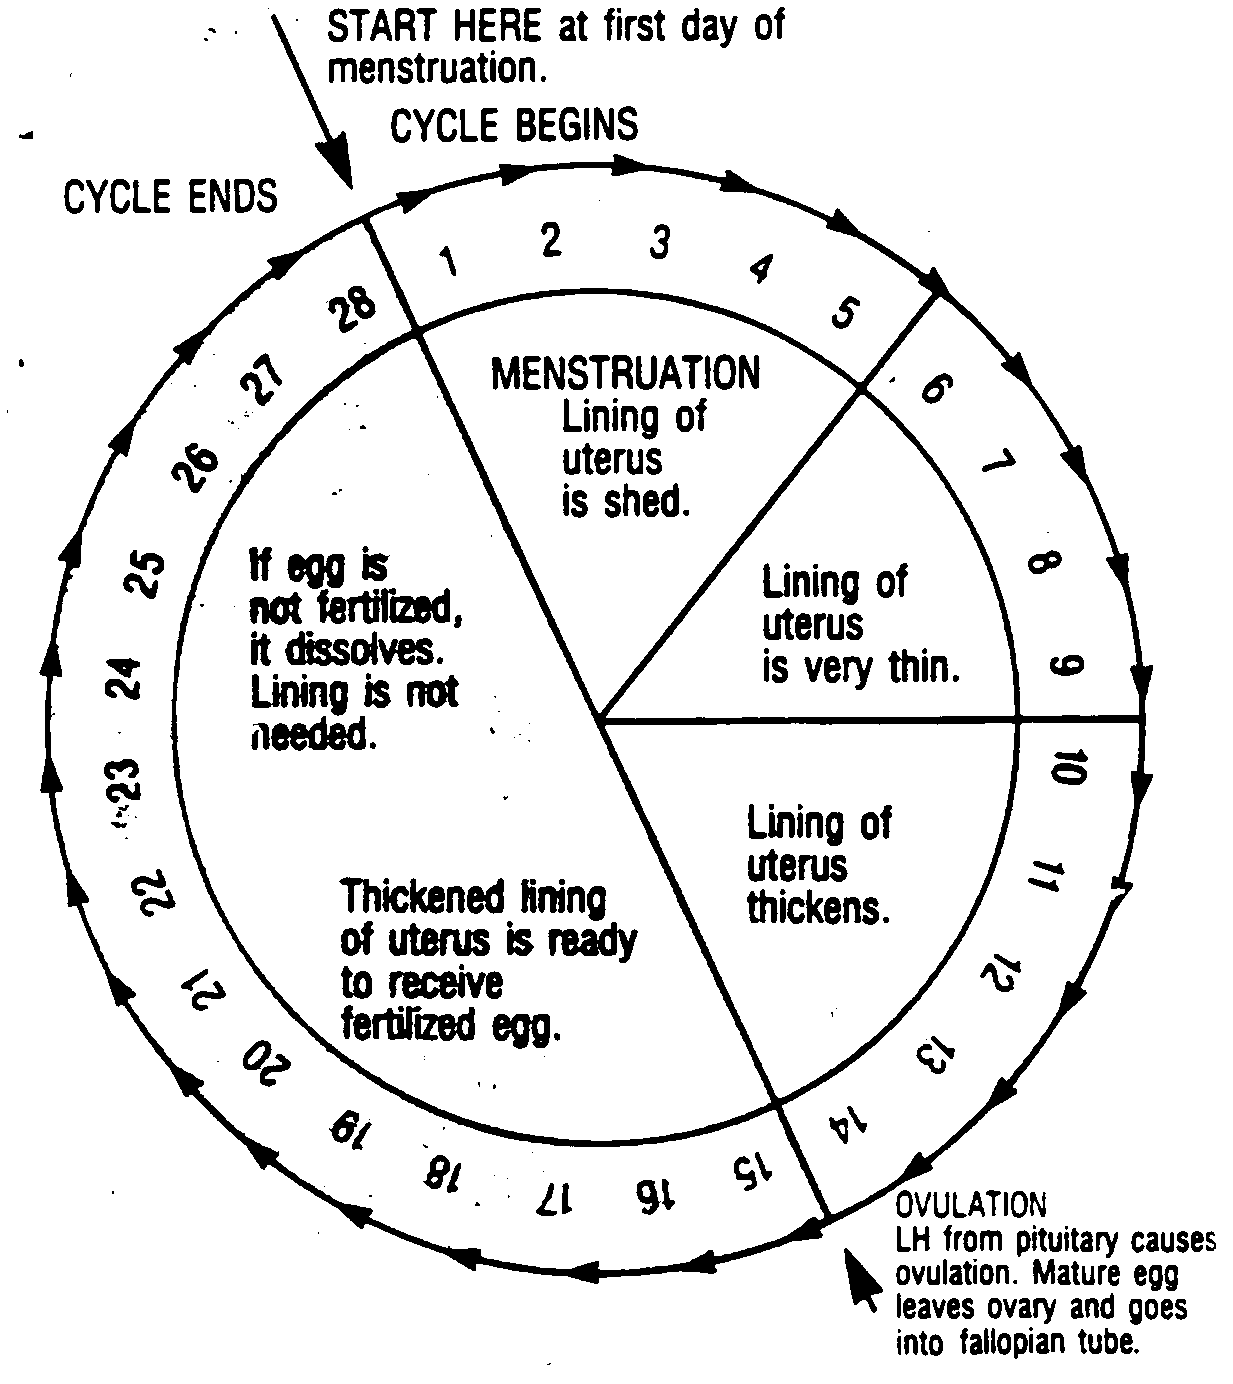 START HERE at first day of
menstruation.
CYCLE BEGINS
CYCLE ENDS
1
2
3
4
5
6
7
8
9
10
11
12
13
14
15
16
17
18
19
20
21
22
23
24
25
26
27
28
MENSTRUATION
Lining of
uterus
is shed.
Lining of
uterus
is very thin.
Lining of
uterus
thickens.
If egg is
not fertilized,
it dissolves.
Lining is not
needed.
Thickened lining
of uterus is ready
to receive
fertilized egg.
OVULATION
LH from pituitary causes
ovulation. Mature egg
leaves ovary and goes
into fallopian tube.